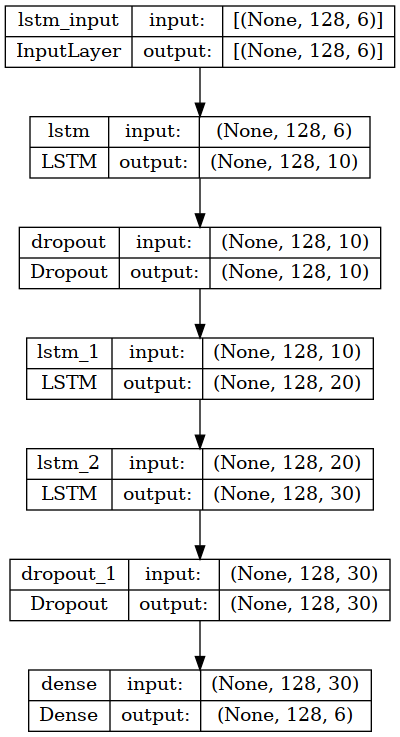 lstm_input input: [(None, 128, 6)]
InputLayer output: [(None, 128, 6)]
lstm input: (None, 128, 6)
LSTM output: (None, 128, 10)
dropout input: (None, 128, 10)
Dropout output: (None, 128, 10)
lstm_1 input: (None, 128, 10)
LSTM output: (None, 128, 20)
lstm_2 input: (None, 128, 20)
LSTM output: (None, 128, 30)
dropout_1 input: (None, 128, 30)
Dropout output: (None, 128, 30)
dense input: (None, 128, 30)
Dense output: (None, 128, 6)